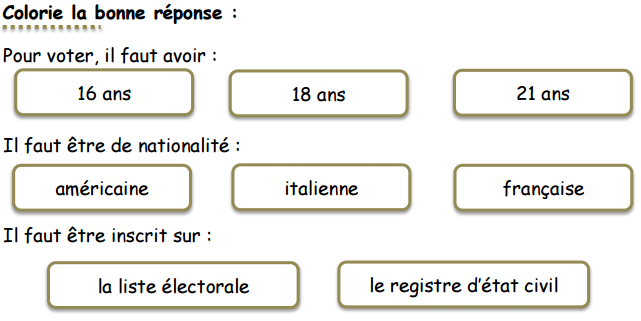 Colorie la bonne réponse :
Pour voter, il faut avoir :
16 ans 18 ans 21 ans
Il faut être de nationalité :
américaine italienne française
Il faut être inscrit sur :
la liste électorale le registre d'état civil